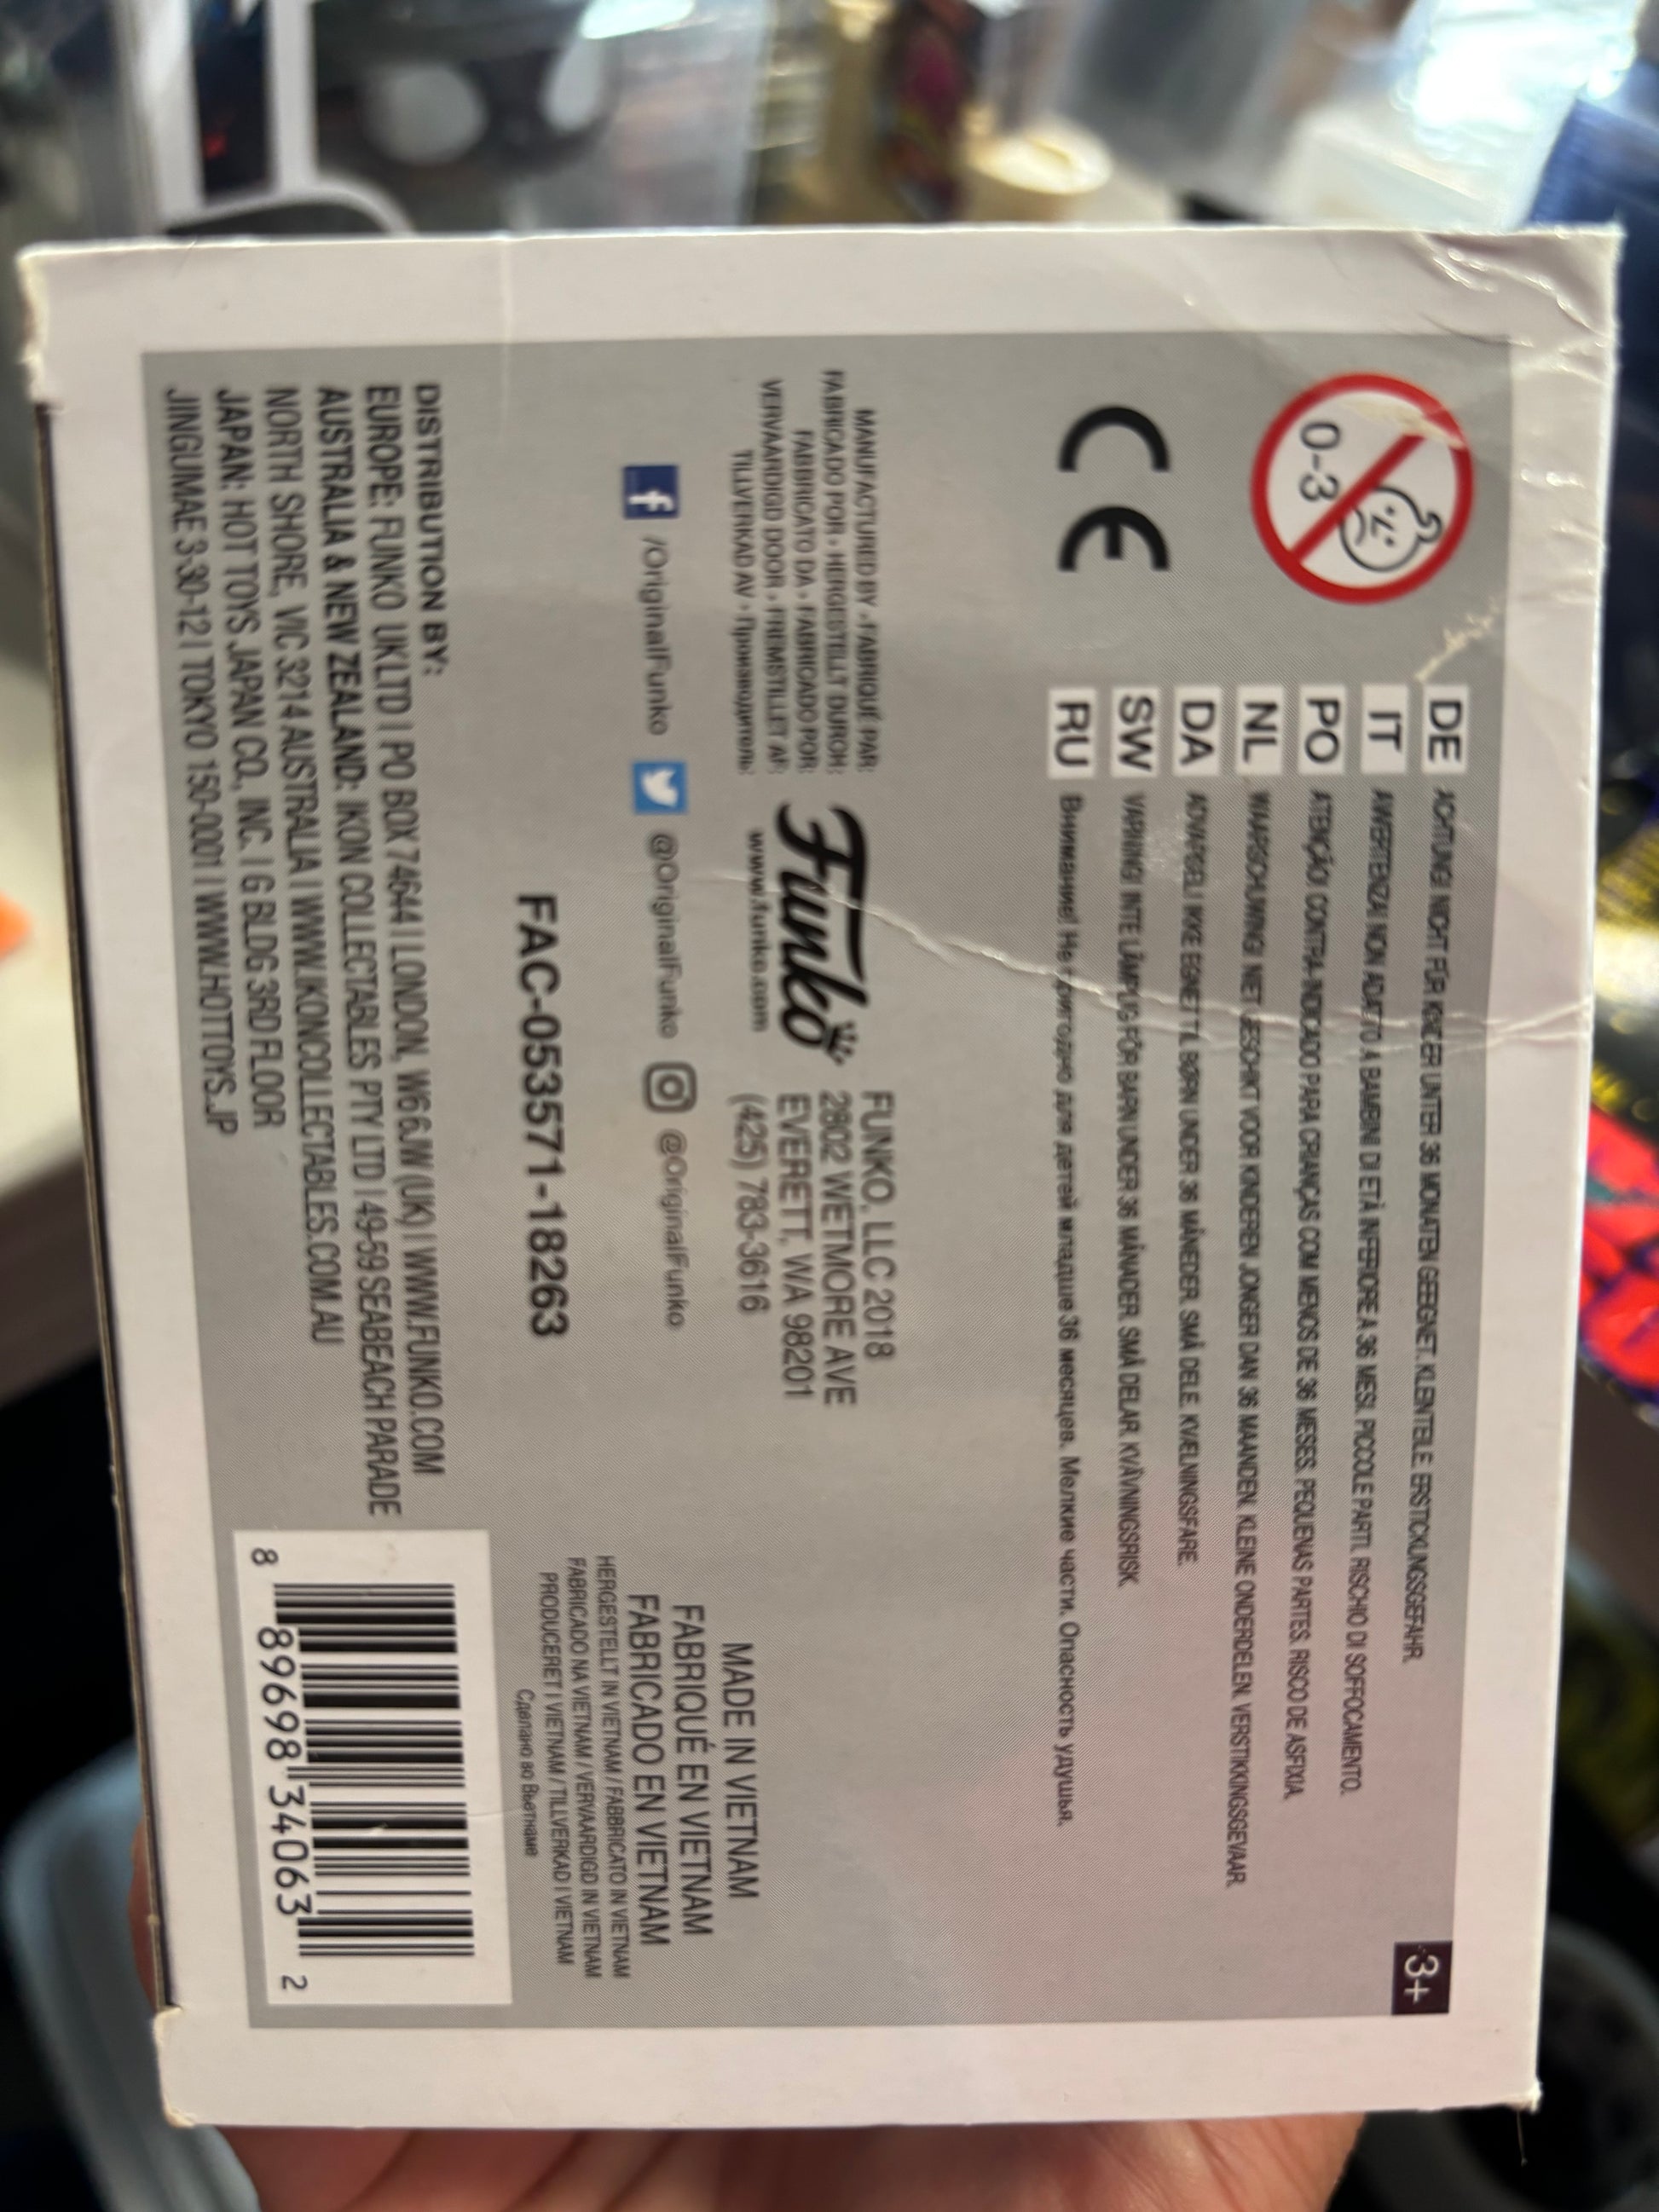 0-3
DE ACHTUNG! NICHT FÜR KINDER UNTER 36 MONATEN GEEIGNET. KLEINTEILE. ERSTICKUNGSGEFAHR.
IT AVVERTENZA! NON ADATTO A BAMBINI DI ETÀ INFERIORE A 36 MESI. PICCOLE PARTI. RISCHIO DI SOFFOCAMENTO.
PO ATENÇÃO! CONTRA-INDICADO PARA CRIANÇAS COM MENOS DE 36 MESES. PEQUENAS PARTES. RISCO DE ASFIXIA.
NL WAARSCHUWING! NIET GESCHIKT VOOR KINDEREN JONGER DAN 36 MAANDEN. KLEINE ONDERDELEN. VERSTIKKINGSGEVAAR.
DA ADVARSEL! IKKE EGNET TIL BØRN UNDER 36 MÅNEDER. SMÅ DELE. KVÆLNINGSFARE.
SW VARNING! INTE LÄMPLIG FÖR BARN UNDER 36 MÅNADER. SMÅ DELAR. KVÄVNINGSRISK.
RU Внимание! Не пригодно для детей младше 36 месяцев. Мелкие части. Опасность удушья.
3+
CE
MANUFACTURED BY • FABRIQUÉ PAR:
FABRICADO POR • HERGESTELLT DURCH:
FABBRICATO DA • FABRICADO POR:
VERVAARDIGD DOOR • FREMSTILLET AF:
TILLVERKAD AV • Производитель:
Funko
www.funko.com
FUNKO, LLC 2018
2802 WETMORE AVE
EVERETT, WA 98201
(425) 783-3616
f /OriginalFunko @OriginalFunko @OriginalFunko
FAC-053571-18263
MADE IN VIETNAM
FABRIQUÉ EN VIETNAM
FABRICADO EN VIETNAM
HERGESTELLT IN VIETNAM / FABBRICATO IN VIETNAM
FABRICADO NA VIETNAM / VERVAARDIGD IN VIETNAM
PRODUCERET I VIETNAM / TILLVERKAD I VIETNAM
Сделано во Вьетнаме
DISTRIBUTION BY:
EUROPE: FUNKO UK LTD | PO BOX 74644 | LONDON, W6 6JW (UK) | WWW.FUNKO.COM
AUSTRALIA & NEW ZEALAND: IKON COLLECTABLES PTY LTD | 49-59 SEABEACH PARADE
NORTH SHORE, VIC 3214 AUSTRALIA | WWW.IKONCOLLECTABLES.COM.AU
JAPAN: HOT TOYS JAPAN CO., INC. | G BLDG 3RD FLOOR
JINGUMAE 3-30-12 | TOKYO 150-0001 | WWW.HOTTOYS.JP
8 89698 34063 2